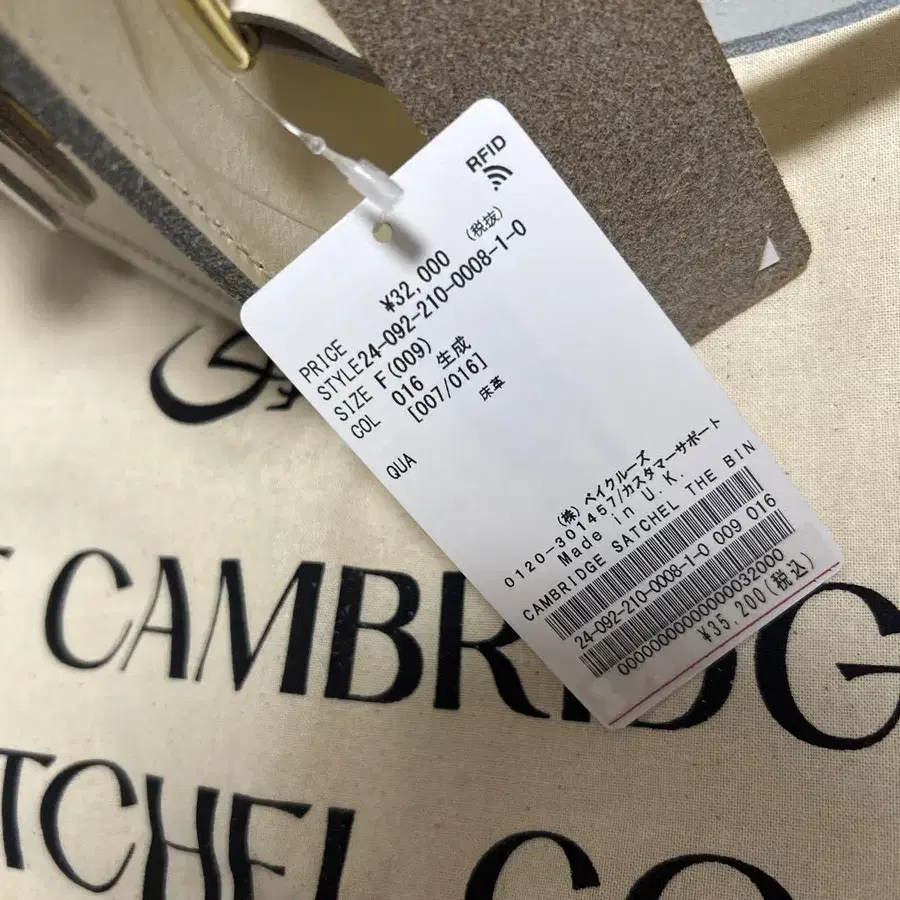 RFID
PRICE ¥32,000 (税抜)
STYLE24-092-210-0008-1-0
SIZE F(009)
COL 016 生成
[007/016]
QUA 床革
(株)ベイクルーズ
0120-301457/カスタマーサポート
Made in U.K.
CAMBRIDGE SATCHEL THE BIN
24-092-210-0008-1-0 009 016
0000000000000032000
¥35,200(税込)
CAMBRIDG
TCHEL CO